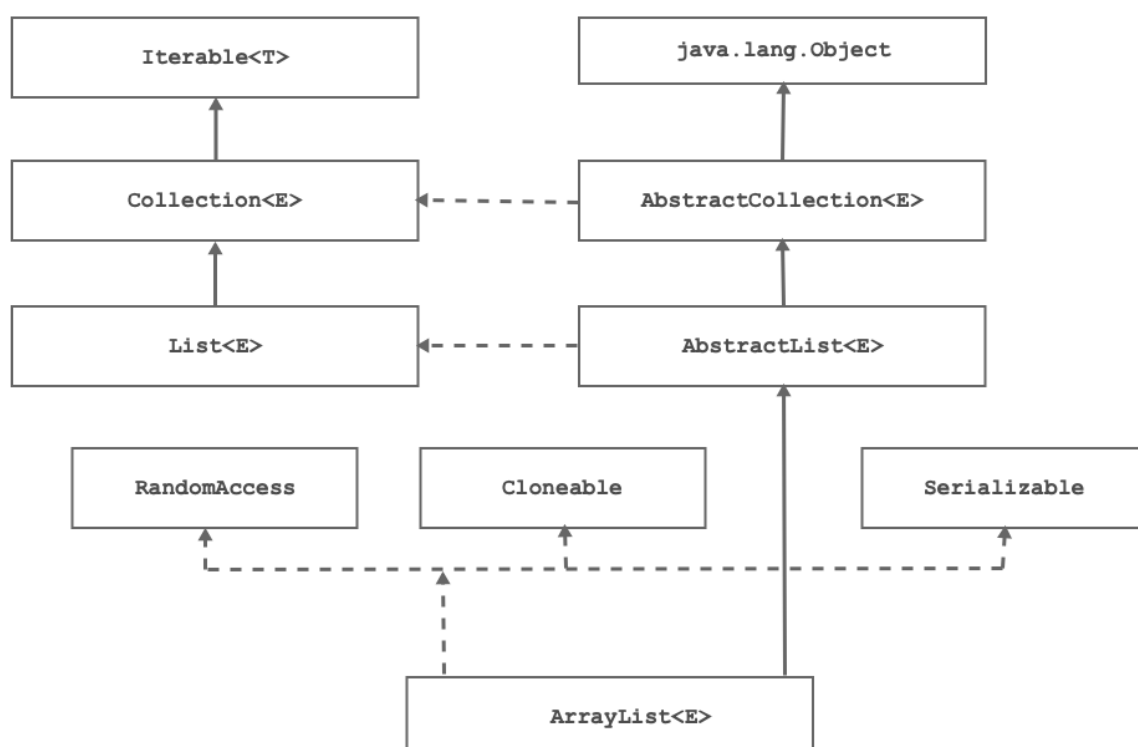 Iterable<T>
java.lang.Object
Collection<E>
AbstractCollection<E>
List<E>
AbstractList<E>
RandomAccess
Cloneable
Serializable
ArrayList<E>